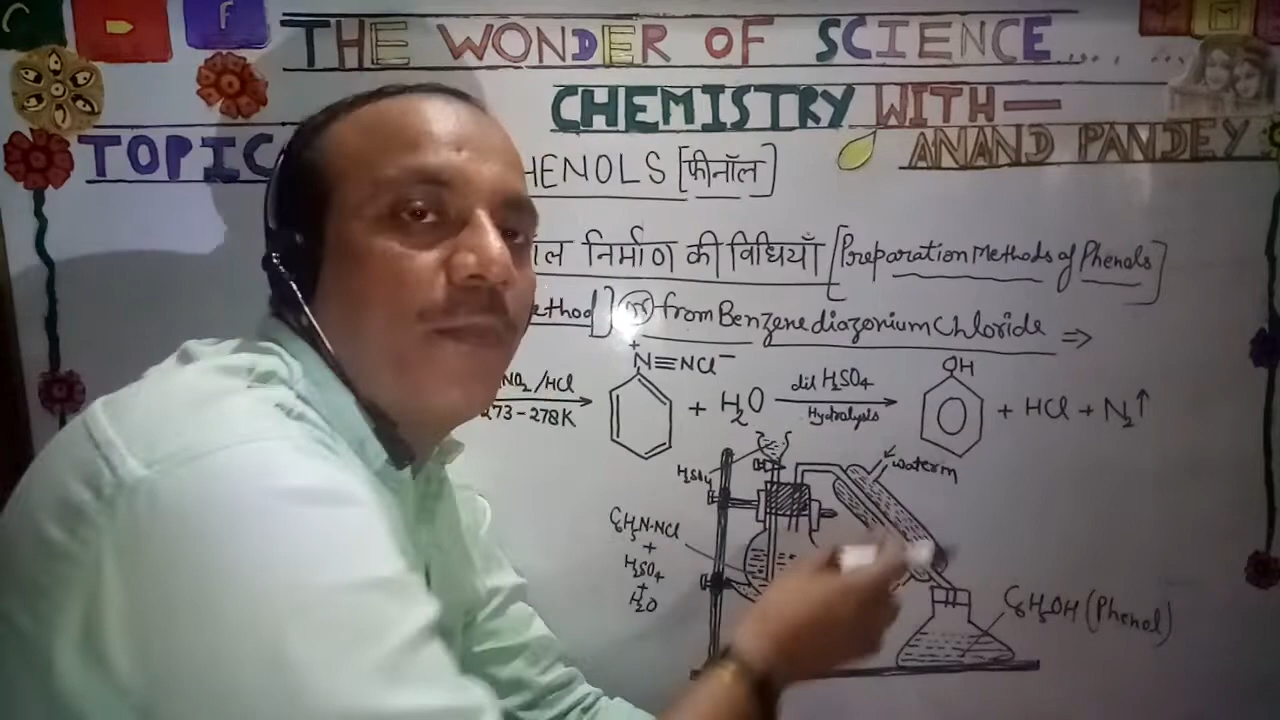 THE WONDER OF SCIENCE.... ...
CHEMISTRY WITH—
ANAND PANDEY
TOPIC
HENOLS [फीनॉल]
ल निर्माण की विधियाँ [Preparation Methods of Phenols]
ethod] or from Benzene diazonium Chloride ⇒
NO₂/HCl
273-278K
N⁺≡NCl⁻
+ H₂O
dil H₂SO₄
Hydrolysis
OH
+ HCl + N₂↑
H₂SO₄
C₆H₅N·NCl
+
H₂SO₄
+
H₂O
C₆H₅OH (Phenol)